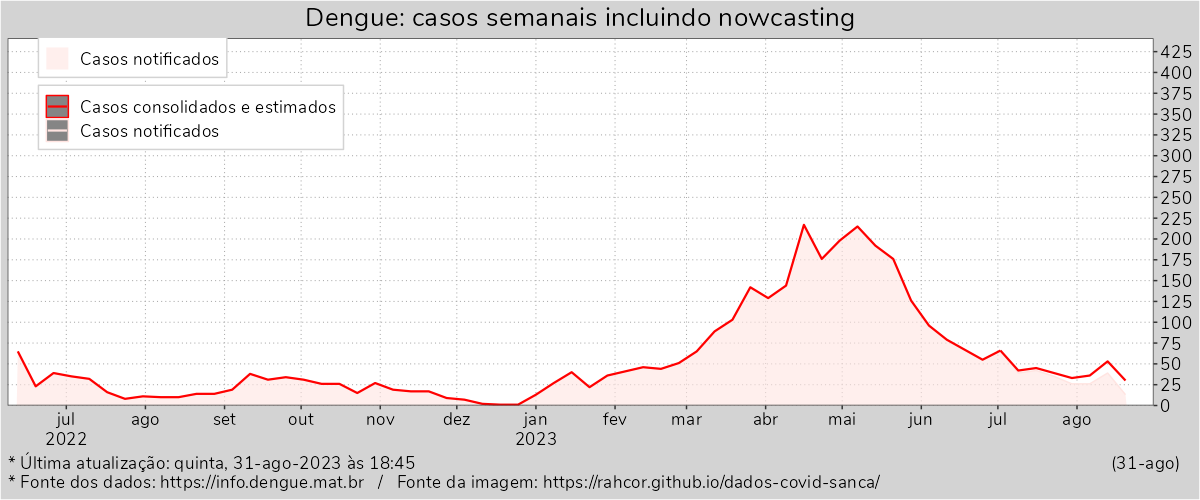 Dengue: casos semanais incluindo nowcasting
Casos notificados
Casos consolidados e estimados
Casos notificados
425
400
375
350
325
300
275
250
225
200
175
150
125
100
75
50
25
0
jul ago set out nov dez jan fev mar abr mai jun jul ago
2022 2023
* Última atualização: quinta, 31-ago-2023 às 18:45 (31-ago)
* Fonte dos dados: https://info.dengue.mat.br / Fonte da imagem: https://rahcor.github.io/dados-covid-sanca/